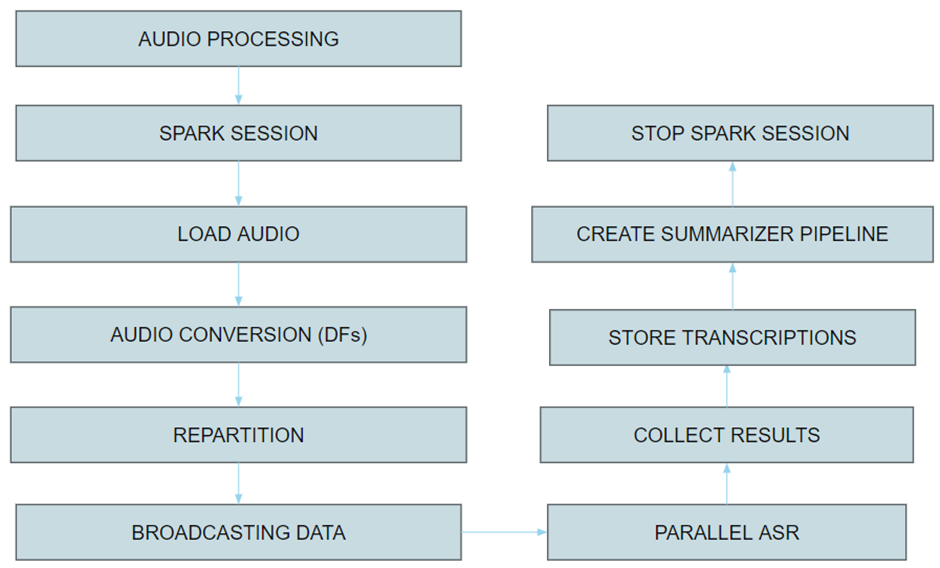 AUDIO PROCESSING
SPARK SESSION
LOAD AUDIO
AUDIO CONVERSION (DFs)
REPARTITION
BROADCASTING DATA
PARALLEL ASR
COLLECT RESULTS
STORE TRANSCRIPTIONS
CREATE SUMMARIZER PIPELINE
STOP SPARK SESSION